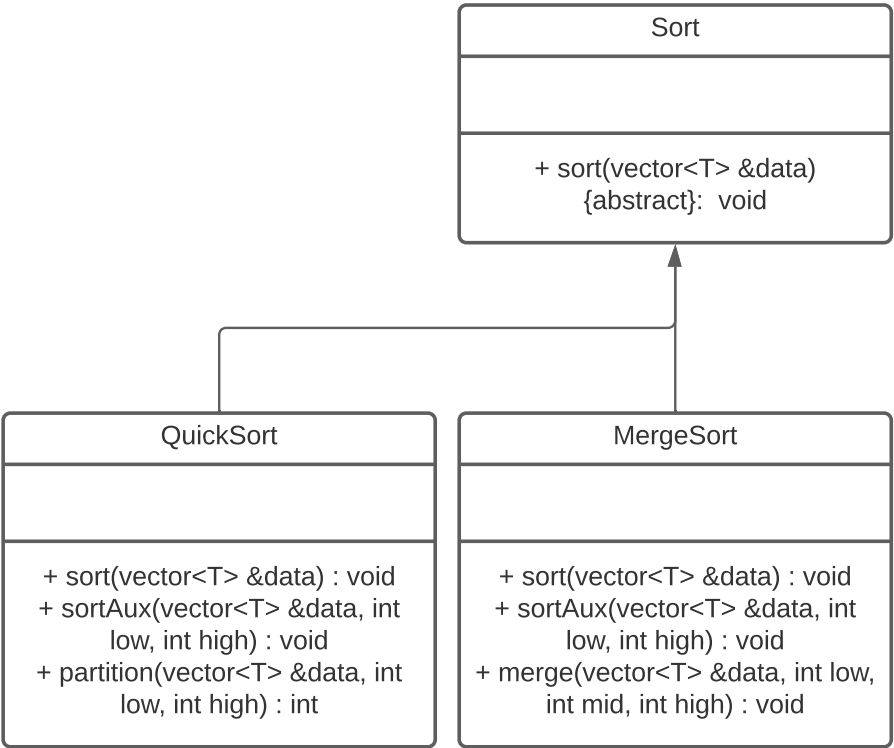 Sort
+ sort(vector<T> &data)
{abstract}:  void
QuickSort
+ sort(vector<T> &data) : void
+ sortAux(vector<T> &data, int
low, int high) : void
+ partition(vector<T> &data, int
low, int high) : int
MergeSort
+ sort(vector<T> &data) : void
+ sortAux(vector<T> &data, int
low, int high) : void
+ merge(vector<T> &data, int low,
int mid, int high) : void